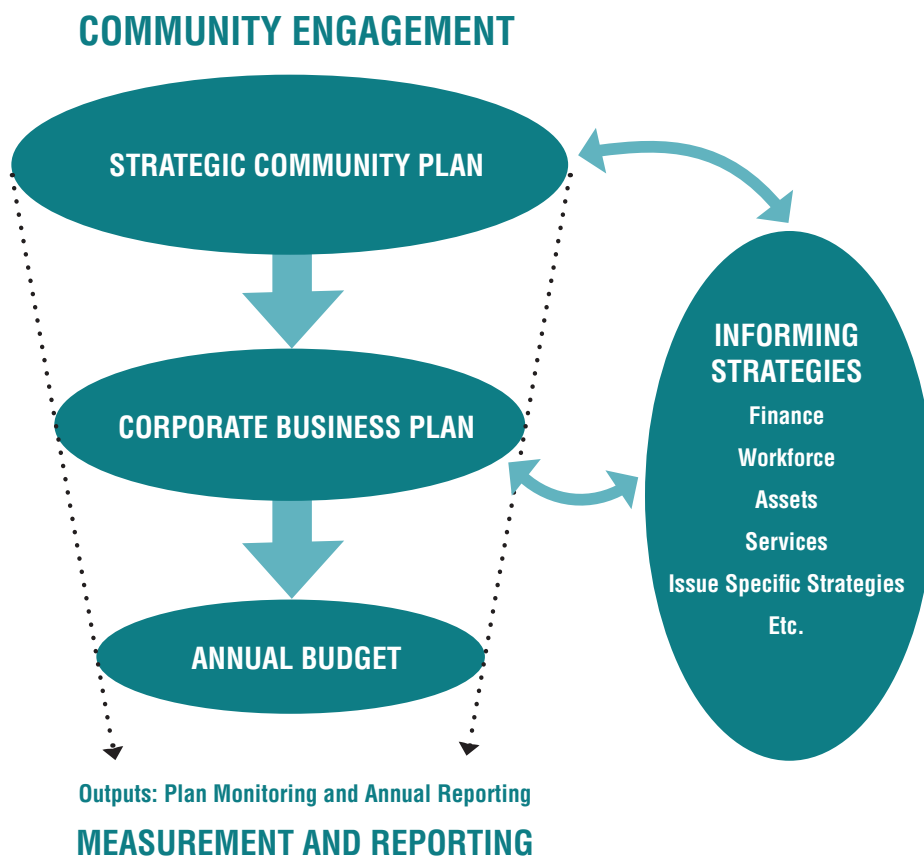 COMMUNITY ENGAGEMENT
STRATEGIC COMMUNITY PLAN
CORPORATE BUSINESS PLAN
ANNUAL BUDGET
INFORMING
STRATEGIES
Finance
Workforce
Assets
Services
Issue Specific Strategies
Etc.
Outputs: Plan Monitoring and Annual Reporting
MEASUREMENT AND REPORTING